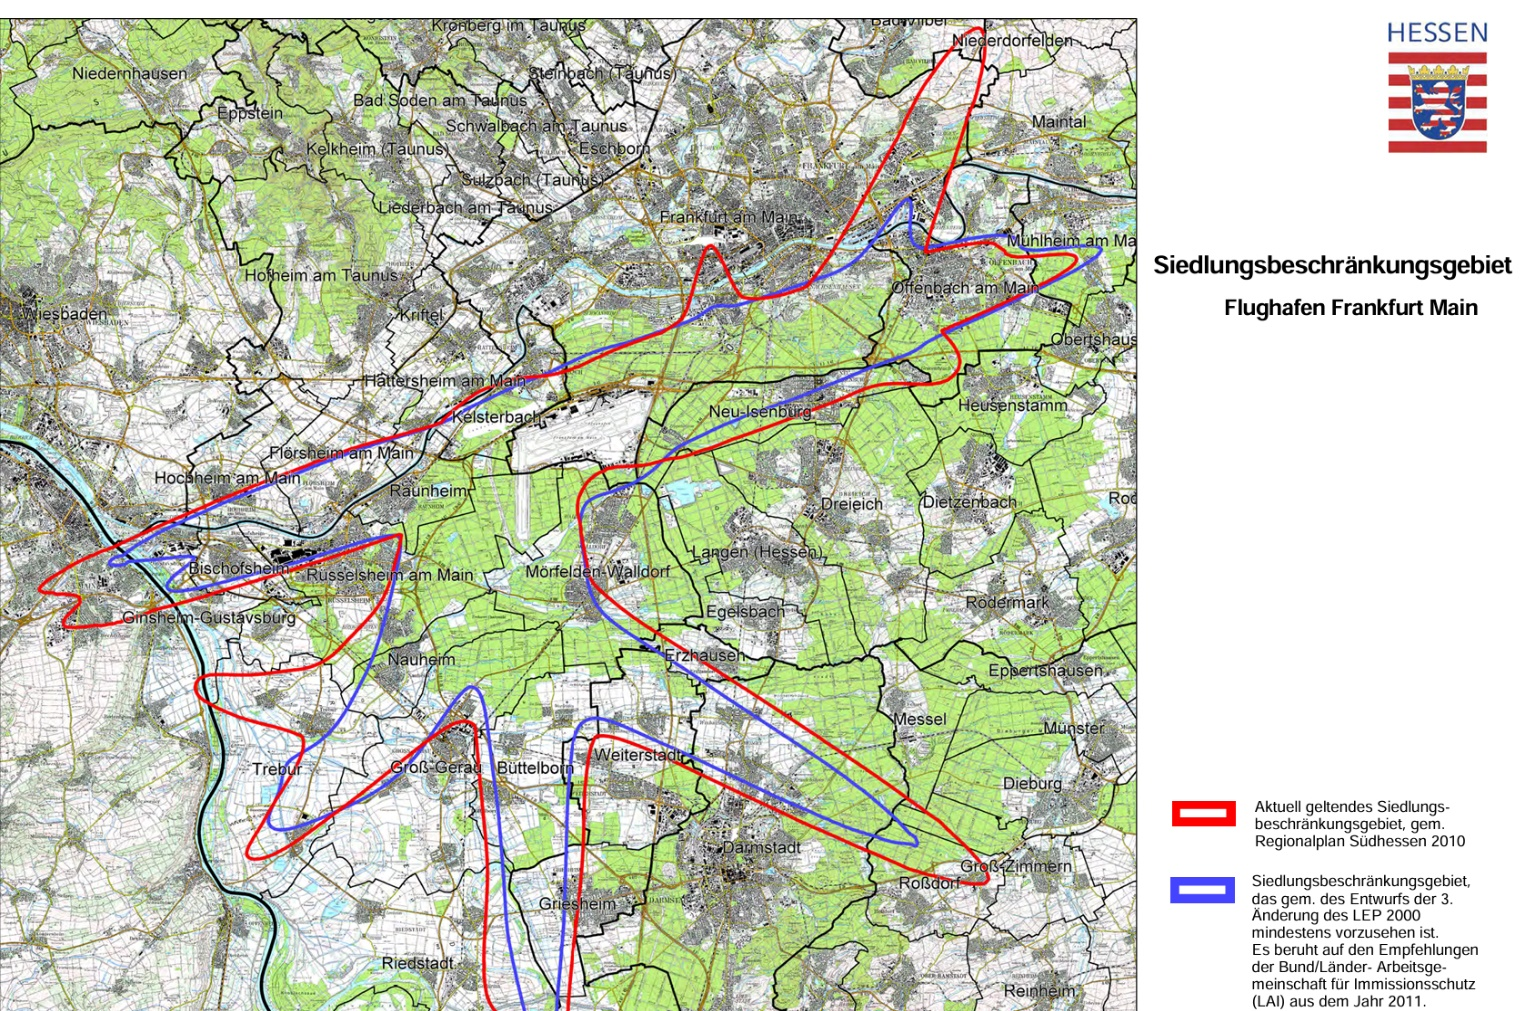 Kronberg im Taunus
Bad Vilbel
Niederdorfelden
HESSEN
Niedernhausen
Steinbach (Taunus)
Bad Soden am Taunus
Eppstein
Maintal
Schwalbach am Taunus
Kelkheim (Taunus)
Eschborn
FRANKFURT
Sulzbach (Taunus)
Liederbach am Taunus
Frankfurt am Main
Mühlheim am Ma
OFFENBACH
Siedlungsbeschränkungsgebiet
Hofheim am Taunus
Offenbach am Main
Flughafen Frankfurt Main
Wiesbaden
WIESBADEN
Kriftel
Obertshaus
Hattersheim am Main
Kelsterbach
Neu-Isenburg
Heusenstamm
Flörsheim am Main
Hochheim am Main
Raunheim
Dreieich
Dietzenbach
Rod
Langen (Hessen)
Bischofsheim
Rüsselsheim am Main
Mörfelden-Walldorf
Ginsheim-Gustavsburg
Egelsbach
Rödermark
Nauheim
Erzhausen
Eppertshausen
Messel
Münster
Trebur
Groß-Gerau
Büttelborn
Weiterstadt
Dieburg
Aktuell geltendes Siedlungs-
beschränkungsgebiet, gem.
Regionalplan Südhessen 2010
Darmstadt
Groß-Zimmern
Roßdorf
Siedlungsbeschränkungsgebiet,
das gem. des Entwurfs der 3.
Änderung des LEP 2000
mindestens vorzusehen ist.
Es beruht auf den Empfehlungen
der Bund/Länder- Arbeitsge-
meinschaft für Immissionsschutz
(LAI) aus dem Jahr 2011.
Griesheim
Riedstadt
Reinheim